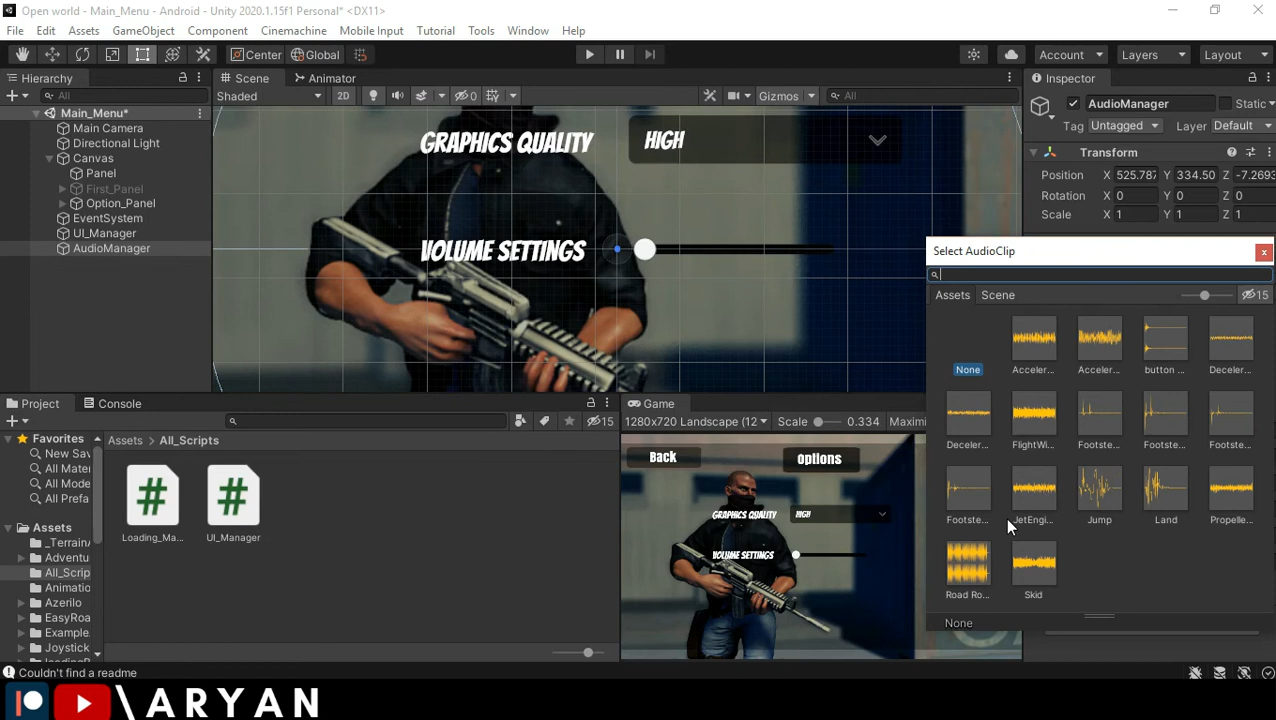 Open world - Main_Menu - Android - Unity 2020.1.15f1 Personal* <DX11>
File Edit Assets GameObject Component Cinemachine Mobile Input Tutorial Tools Window Help
Center Global Account Layers Layout
Hierarchy Scene Animator Inspector
All Shaded 2D 0 Gizmos All AudioManager Static
Main_Menu*
Main Camera
Directional Light
Canvas
Panel
First_Panel
Option_Panel
EventSystem
UI_Manager
AudioManager
GRAPHICS QUALITY HIGH
VOLUME SETTINGS
Tag Untagged Layer Default
Transform
Position X 525.787 Y 334.50 Z -7.2693
Rotation X 0 Y 0 Z 0
Scale X 1 Y 1 Z 1
Select AudioClip x
Assets Scene 15
None Acceler... Acceler... button ... Deceler...
Deceler... FlightWi... Footste... Footste... Footste...
Footste... JetEngi... Jump Land Propelle...
Road Ro... Skid
None
Project Console
15
Favorites
New Sav
All Mate
All Mode
All Prefa
Assets
_Terrain
Adventu
All_Scrip
Animatio
Azerilo
EasyRoa
Example
Joystick
Assets All_Scripts
# #
Loading_Ma... UI_Manager
Game
1280x720 Landscape (12 Scale 0.334 Maximi
Back options
GRAPHICS QUALITY HIGH
VOLUME SETTINGS
Couldn't find a readme
\ARYAN